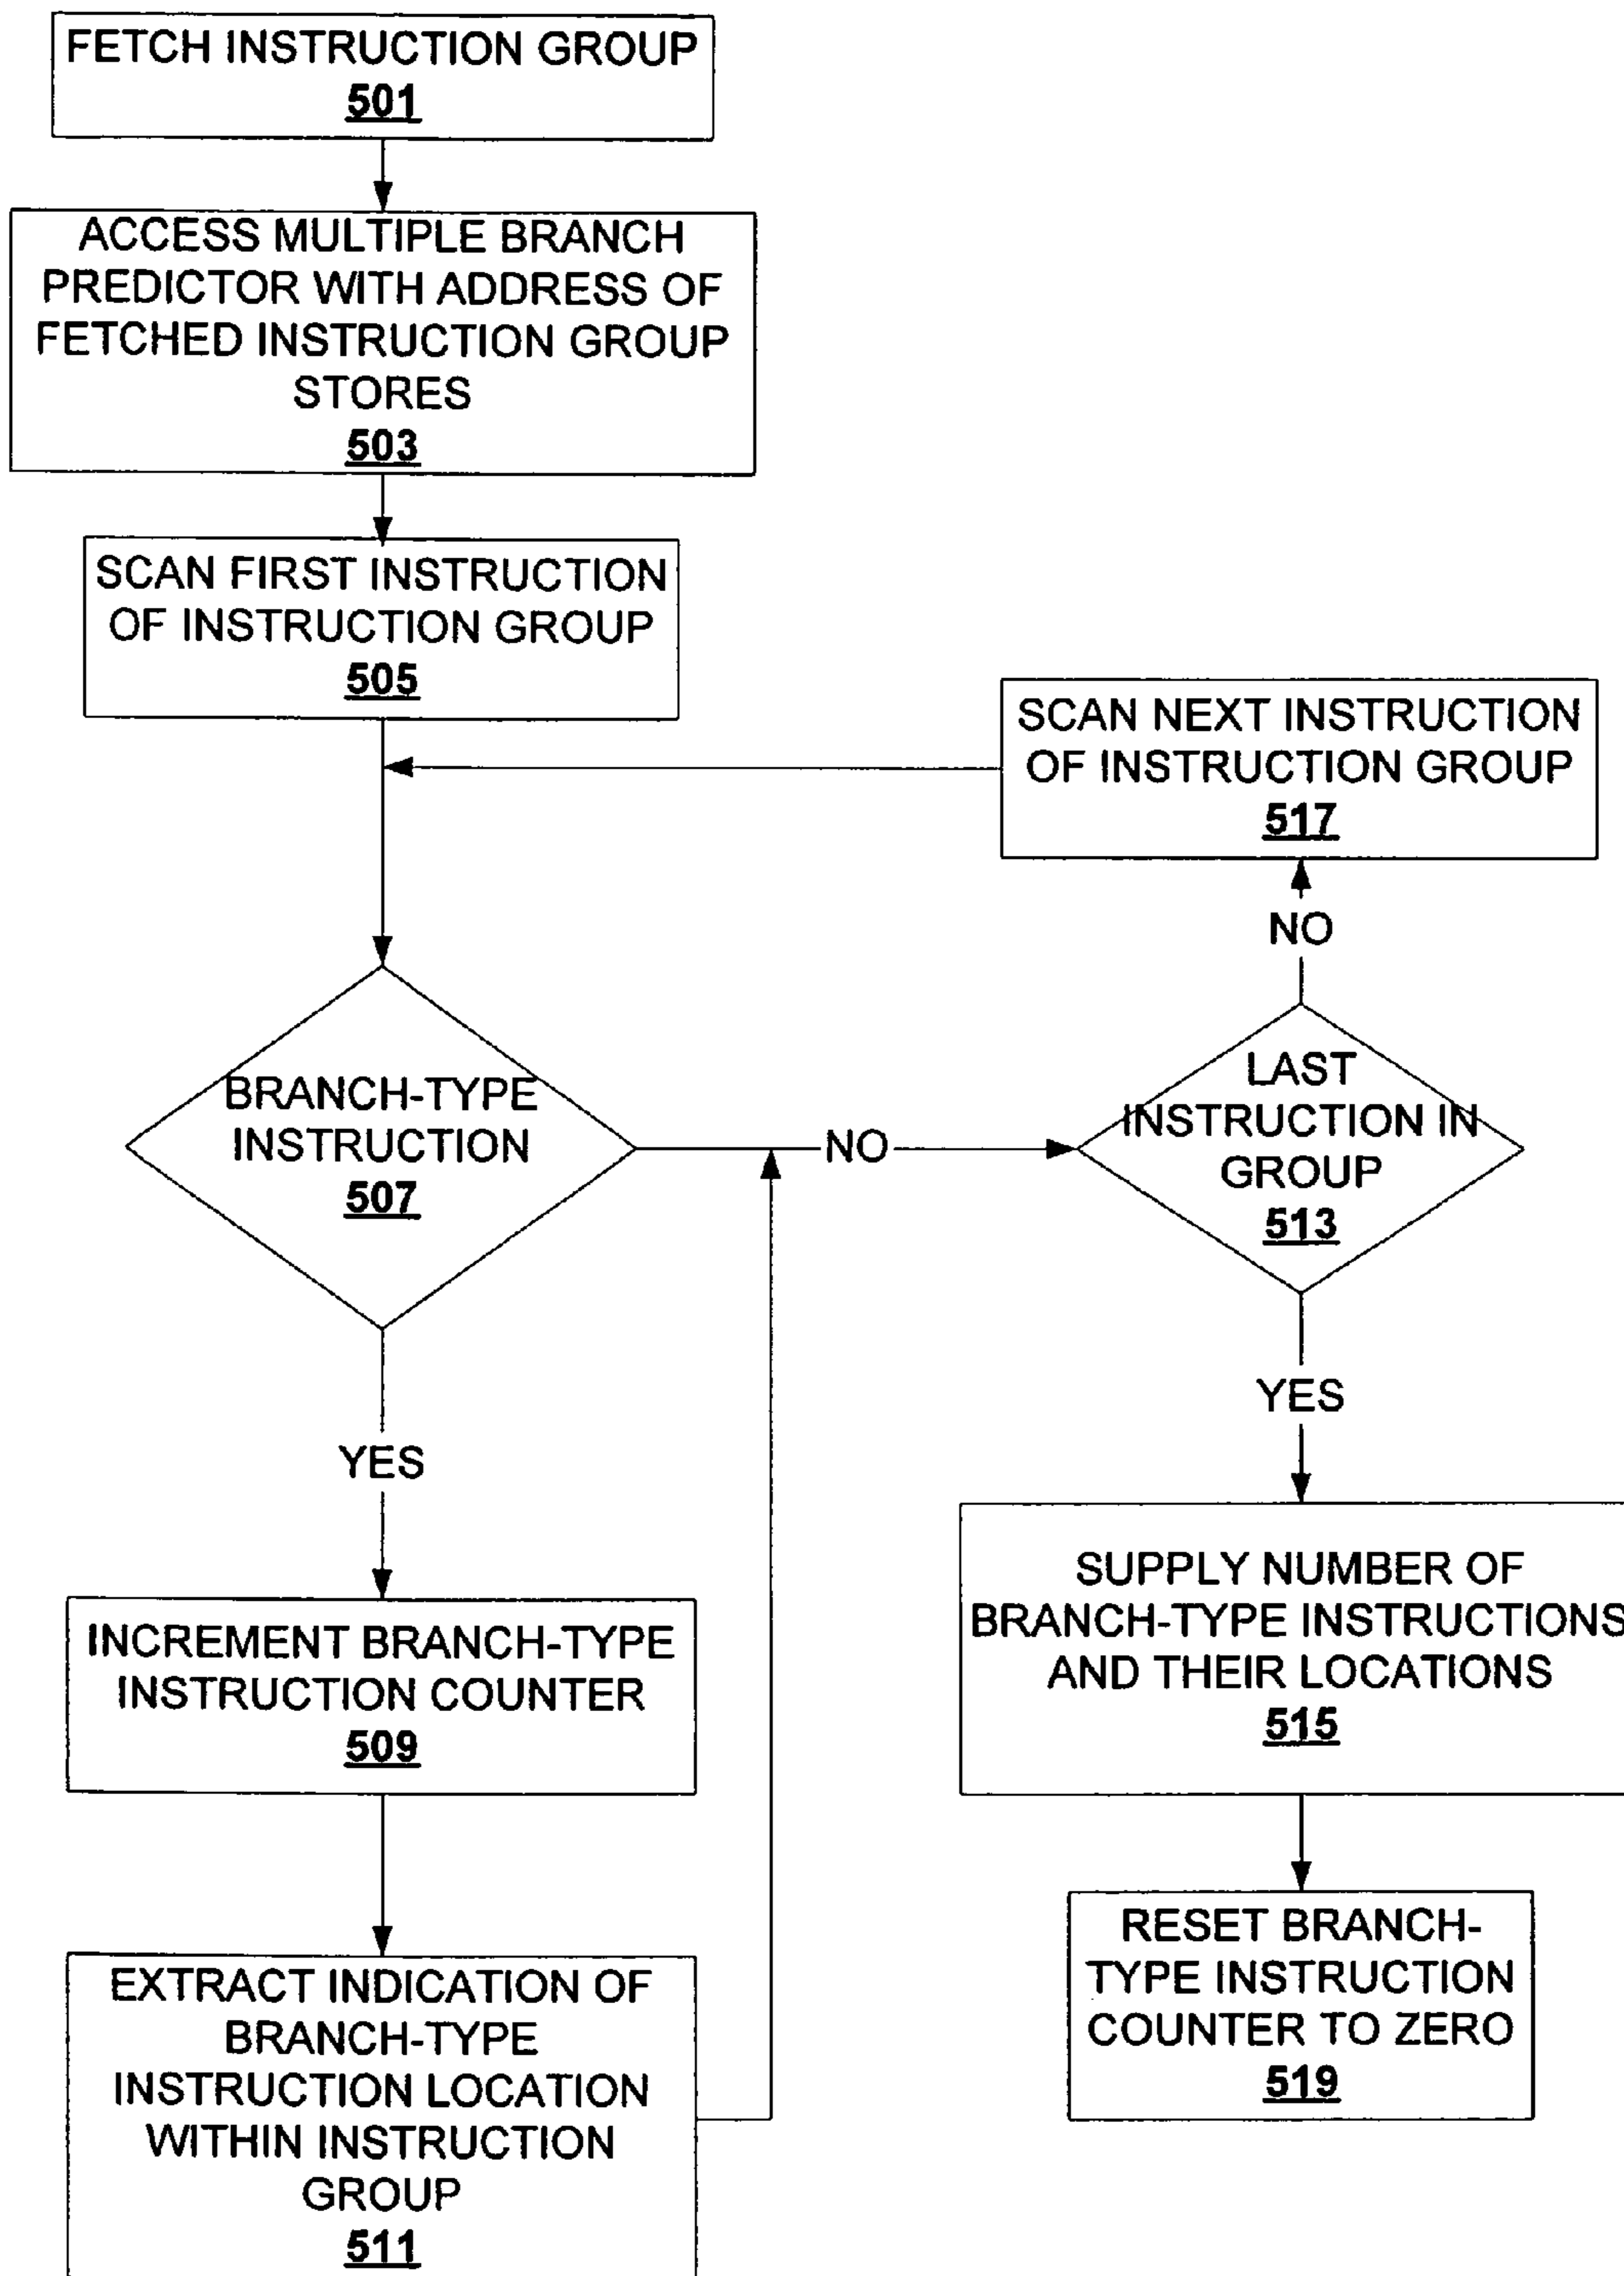 FETCH INSTRUCTION GROUP
501
ACCESS MULTIPLE BRANCH
PREDICTOR WITH ADDRESS OF
FETCHED INSTRUCTION GROUP
STORES
503
SCAN FIRST INSTRUCTION
OF INSTRUCTION GROUP
505
SCAN NEXT INSTRUCTION
OF INSTRUCTION GROUP
517
NO
BRANCH-TYPE
INSTRUCTION
507
NO
LAST
INSTRUCTION IN
GROUP
513
YES
YES
INCREMENT BRANCH-TYPE
INSTRUCTION COUNTER
509
SUPPLY NUMBER OF
BRANCH-TYPE INSTRUCTIONS
AND THEIR LOCATIONS
515
EXTRACT INDICATION OF
BRANCH-TYPE
INSTRUCTION LOCATION
WITHIN INSTRUCTION
GROUP
511
RESET BRANCH-
TYPE INSTRUCTION
COUNTER TO ZERO
519